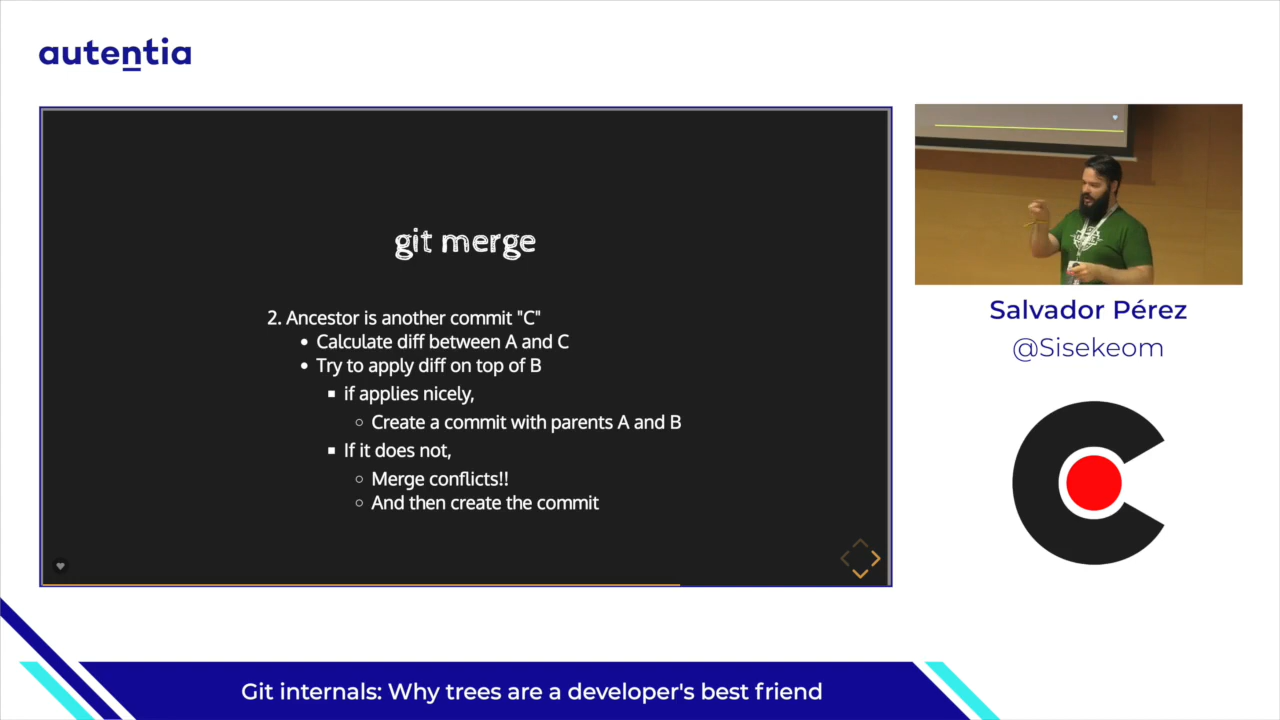 autentia
git merge
2. Ancestor is another commit "C"
• Calculate diff between A and C
• Try to apply diff on top of B
▪ if applies nicely,
◦ Create a commit with parents A and B
▪ If it does not,
◦ Merge conflicts!!
◦ And then create the commit
Salvador Pérez
@Sisekeom
Git internals: Why trees are a developer's best friend